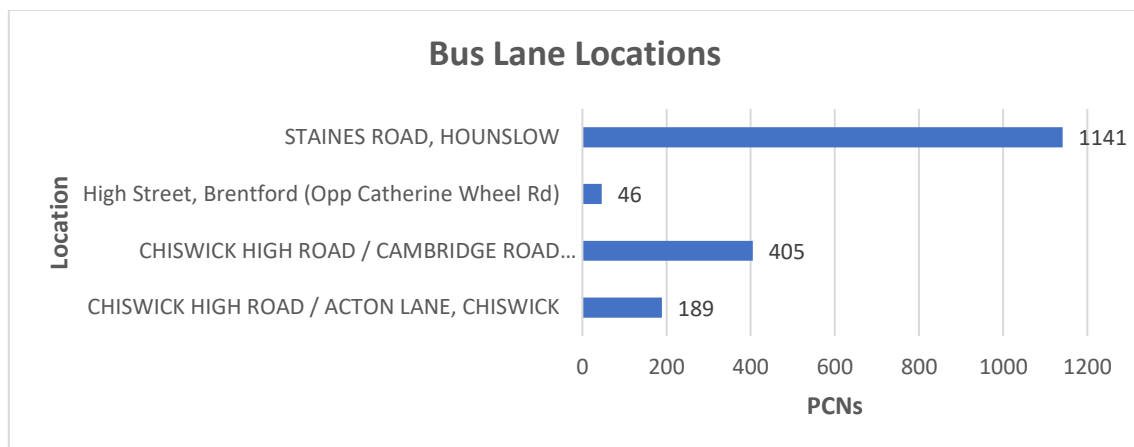 Bus Lane Locations
Location
STAINES ROAD, HOUNSLOW
1141
High Street, Brentford (Opp Catherine Wheel Rd)
46
CHISWICK HIGH ROAD / CAMBRIDGE ROAD…
405
CHISWICK HIGH ROAD / ACTON LANE, CHISWICK
189
0 200 400 600 800 1000 1200
PCNs